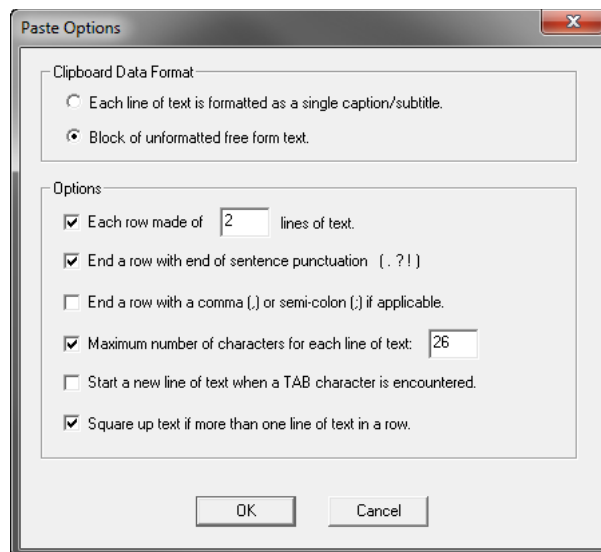 Paste Options
Clipboard Data Format
Each line of text is formatted as a single caption/subtitle.
Block of unformatted free form text.
Options
Each row made of 2 lines of text.
End a row with end of sentence punctuation ( . ? ! )
End a row with a comma (,) or semi-colon (;) if applicable.
Maximum number of characters for each line of text: 26
Start a new line of text when a TAB character is encountered.
Square up text if more than one line of text in a row.
OK Cancel